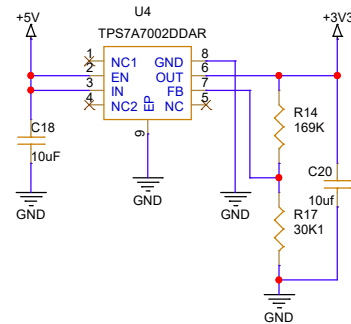 U4
+5V
TPS7A7002DDAR
+3V3
1 NC1 GND 8
2 EN OUT 6
3 IN FB 7
4 NC2 NC 5
EP
9
C18
10uF
R14
169K
C20
10uf
R17
30K1
GND
GND
GND
GND